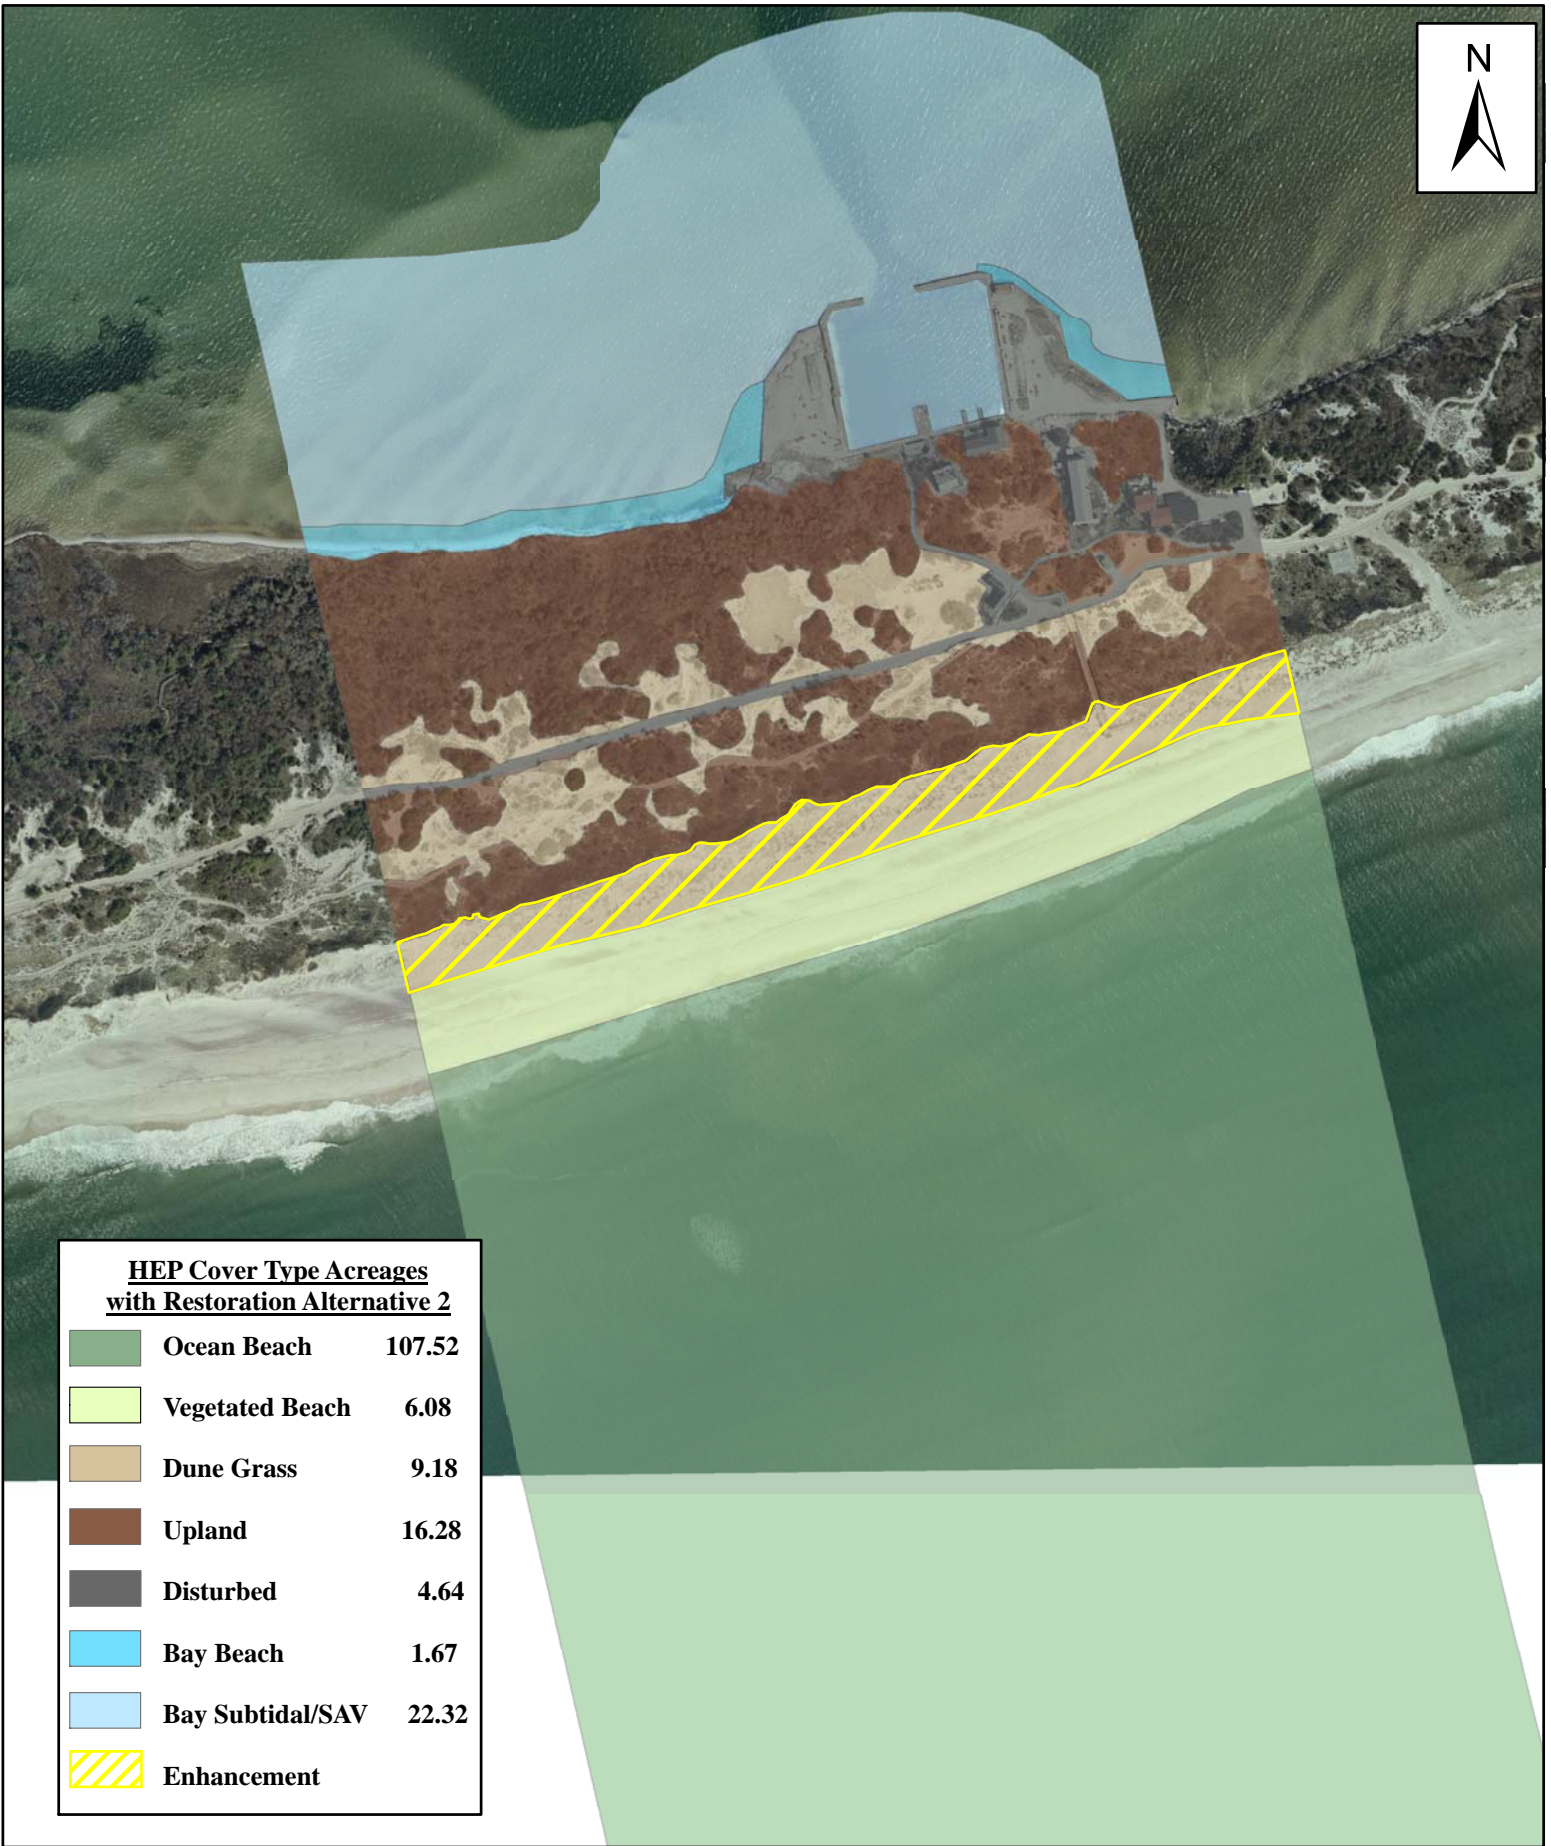 N
HEP Cover Type Acreages
with Restoration Alternative 2
Ocean Beach 107.52
Vegetated Beach 6.08
Dune Grass 9.18
Upland 16.28
Disturbed 4.64
Bay Beach 1.67
Bay Subtidal/SAV 22.32
Enhancement